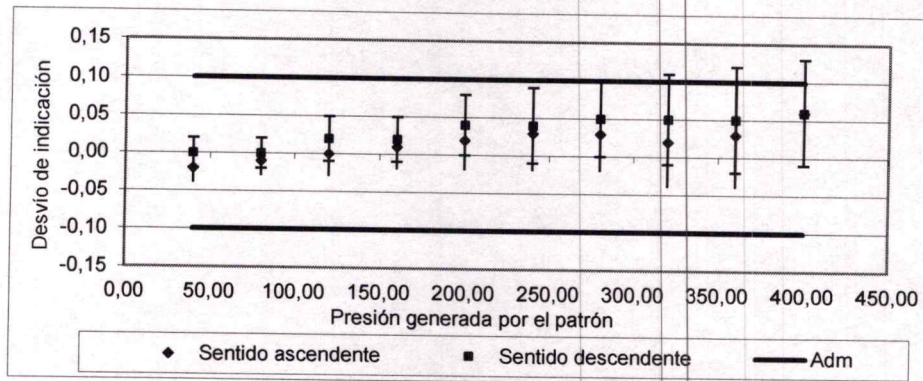 0,15
0,10
0,05
0,00
-0,05
-0,10
-0,15
Desvío de indicación
0,00 50,00 100,00 150,00 200,00 250,00 300,00 350,00 400,00 450,00
Presión generada por el patrón
Sentido ascendente Sentido descendente Adm